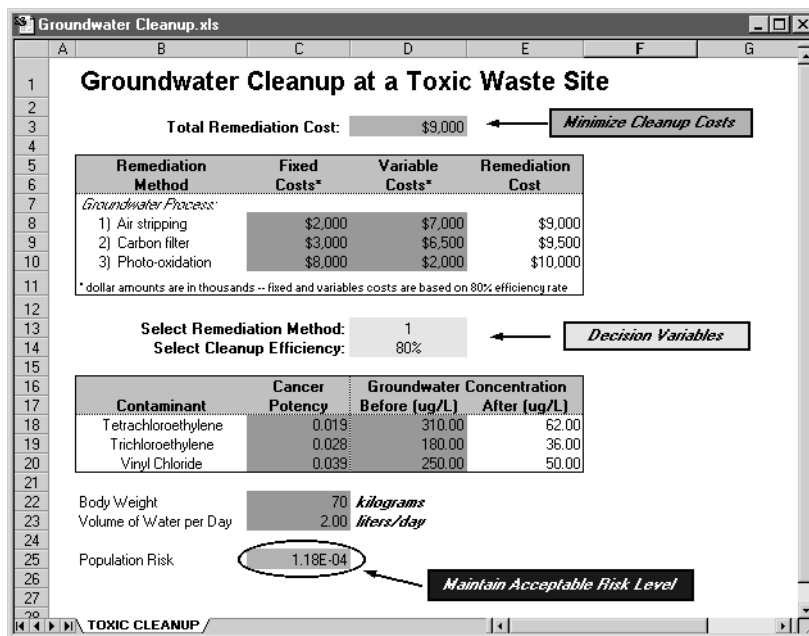 Groundwater Cleanup.xls
A B C D E F G
1 Groundwater Cleanup at a Toxic Waste Site
2
3 Total Remediation Cost: $9,000 Minimize Cleanup Costs
4
5 Remediation Fixed Variable Remediation
6 Method Costs* Costs* Cost
7 Groundwater Process:
8 1) Air stripping $2,000 $7,000 $9,000
9 2) Carbon filter $3,000 $6,500 $9,500
10 3) Photo-oxidation $8,000 $2,000 $10,000
11 * dollar amounts are in thousands -- fixed and variables costs are based on 80% efficiency rate
12
13 Select Remediation Method: 1 Decision Variables
14 Select Cleanup Efficiency: 80%
15
16 Cancer Groundwater Concentration
17 Contaminant Potency Before (ug/L) After (ug/L)
18 Tetrachloroethylene 0.019 310.00 62.00
19 Trichloroethylene 0.028 180.00 36.00
20 Vinyl Chloride 0.039 250.00 50.00
21
22 Body Weight 70 kilograms
23 Volume of Water per Day 2.00 liters/day
24
25 Population Risk 1.18E-04
26 Maintain Acceptable Risk Level
27
28
TOXIC CLEANUP